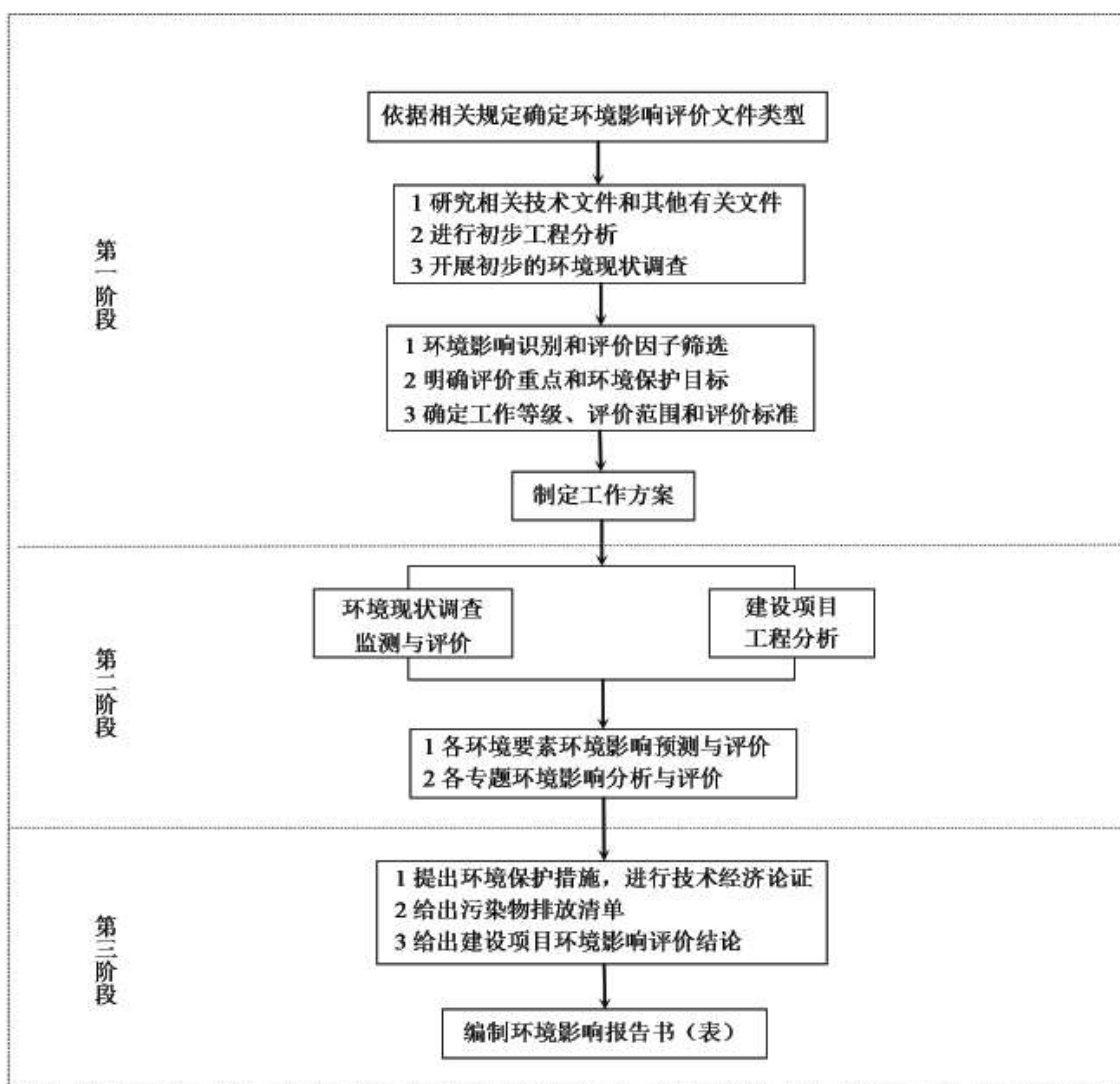 依据相关规定确定环境影响评价文件类型
1 研究相关技术文件和其他有关文件
2 进行初步工程分析
3 开展初步的环境现状调查
第一阶段
1 环境影响识别和评价因子筛选
2 明确评价重点和环境保护目标
3 确定工作等级、评价范围和评价标准
制定工作方案
环境现状调查
监测与评价
建设项目
工程分析
第二阶段
1 各环境要素环境影响预测与评价
2 各专题环境影响分析与评价
1 提出环境保护措施，进行技术经济论证
2 给出污染物排放清单
3 给出建设项目环境影响评价结论
第三阶段
编制环境影响报告书（表）